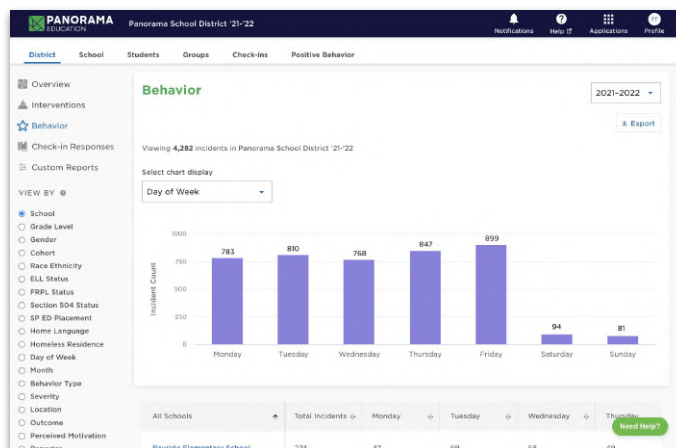 PANORAMA
EDUCATION
Panorama School District '21-'22
Notifications
Help
Applications
Profile
District School Students Groups Check-ins Positive Behavior
Overview
Interventions
Behavior
Check-in Responses
Custom Reports
VIEW BY
School
Grade Level
Gender
Cohort
Race Ethnicity
ELL Status
FRPL Status
Section 504 Status
SP ED Placement
Home Language
Homeless Residence
Day of Week
Month
Behavior Type
Severity
Location
Outcome
Perceived Motivation
Behavior
2021-2022
Export
Viewing 4,282 incidents in Panorama School District '21-'22
Select chart display
Day of Week
Incident Count
1000
750
500
250
0
783 810 768 847 899 94 81
Monday Tuesday Wednesday Thursday Friday Saturday Sunday
All Schools Total Incidents Monday Tuesday Wednesday Thursday
Need Help?
Bayside Elementary School